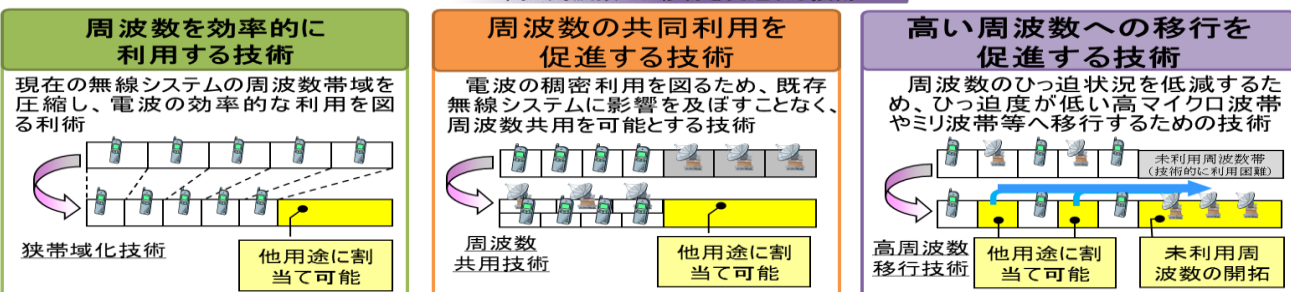 周波数を効率的に
利用する技術
現在の無線システムの周波数帯域を
圧縮し、電波の効率的な利用を図
る利術
狭帯域化技術
他用途に割
当て可能
周波数の共同利用を
促進する技術
電波の稠密利用を図るため、既存
無線システムに影響を及ぼすことなく、
周波数共用を可能とする技術
周波数
共用技術
他用途に割
当て可能
高い周波数への移行を
促進する技術
周波数のひっ迫状況を低減するた
め、ひっ迫度が低い高マイクロ波帯
やミリ波帯等へ移行するための技術
未利用周波数帯
(技術的に利用困難)
高周波数
移行技術
他用途に割
当て可能
未利用周
波数の開拓